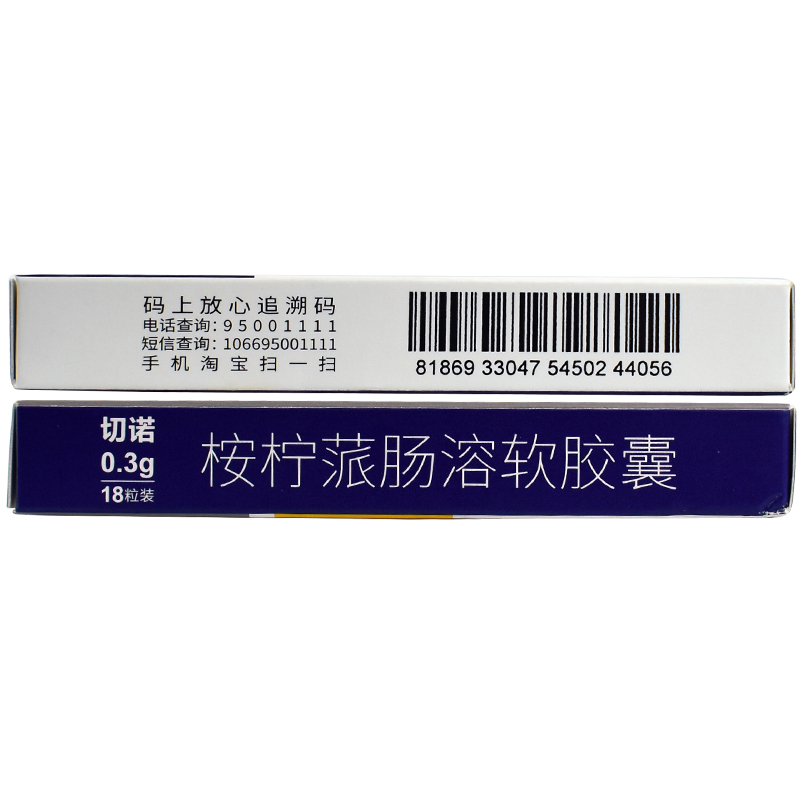 码上放心追溯码
电话查询：95001111
短信查询：106695001111
手机淘宝扫一扫
81869 33047 54502 44056
切诺
0.3g
18粒装
桉柠蒎肠溶软胶囊